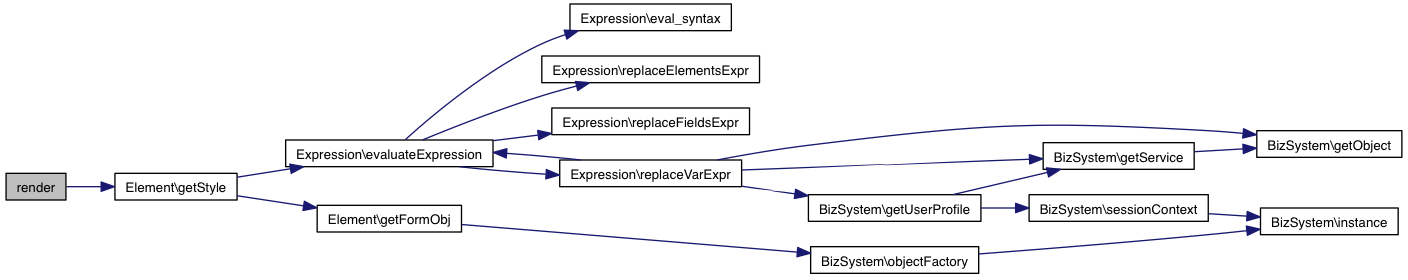 render
Element\getStyle
Expression\evaluateExpression
Element\getFormObj
Expression\eval_syntax
Expression\replaceElementsExpr
Expression\replaceFieldsExpr
Expression\replaceVarExpr
BizSystem\getUserProfile
BizSystem\objectFactory
BizSystem\getService
BizSystem\sessionContext
BizSystem\getObject
BizSystem\instance